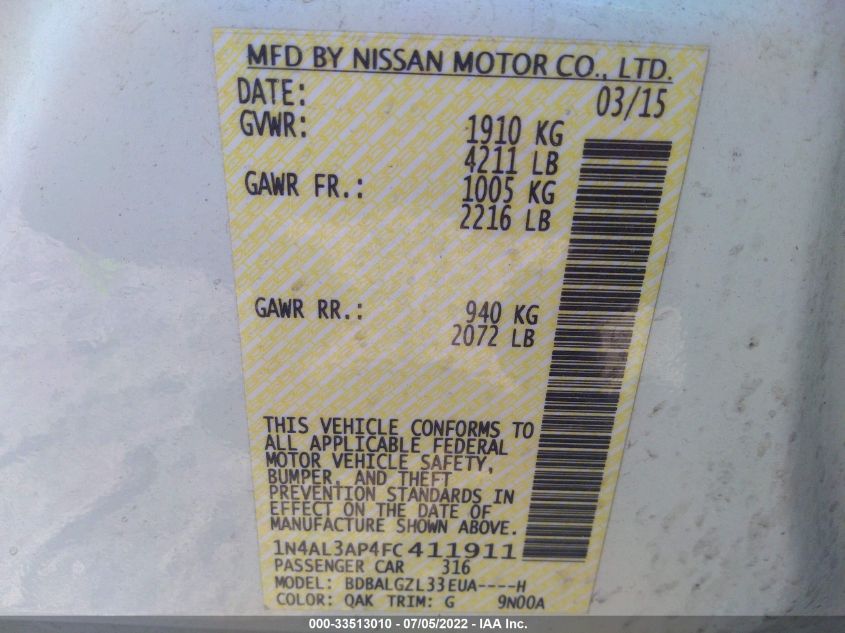 MFD BY NISSAN MOTOR CO., LTD.
DATE: 03/15
GVWR: 1910 KG
4211 LB
GAWR FR.: 1005 KG
2216 LB
GAWR RR.: 940 KG
2072 LB
THIS VEHICLE CONFORMS TO
ALL APPLICABLE FEDERAL
MOTOR VEHICLE SAFETY,
BUMPER, AND THEFT
PREVENTION STANDARDS IN
EFFECT ON THE DATE OF
MANUFACTURE SHOWN ABOVE.
1N4AL3AP4FC411911
PASSENGER CAR 316
MODEL: BDBALGZL33EUA----H
COLOR: QAK TRIM: G 9N00A
000-33513010 - 07/05/2022 - IAA Inc.